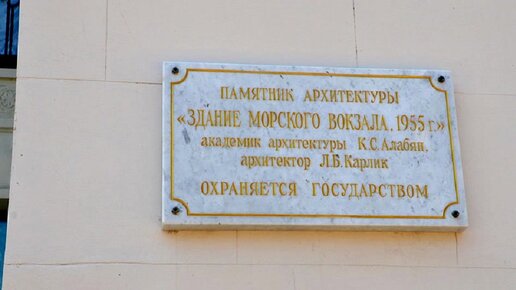 ПАМЯТНИК АРХИТЕКТУРЫ
«ЗДАНИЕ МОРСКОГО ВОКЗАЛА. 1955 г.»
академик архитектуры К.С.Алабян,
архитектор Л.Б.Карлик
ОХРАНЯЕТСЯ ГОСУДАРСТВОМ